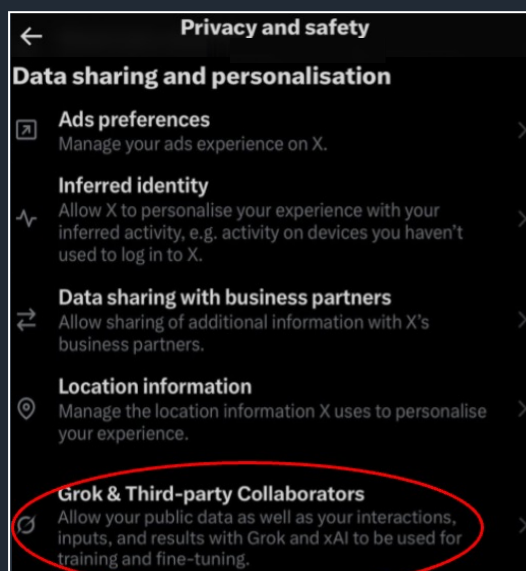 Privacy and safety
Data sharing and personalisation
Ads preferences
Manage your ads experience on X.
Inferred identity
Allow X to personalise your experience with your
inferred activity, e.g. activity on devices you haven't
used to log in to X.
Data sharing with business partners
Allow sharing of additional information with X's
business partners.
Location information
Manage the location information X uses to personalise
your experience.
Grok & Third-party Collaborators
Allow your public data as well as your interactions,
inputs, and results with Grok and xAI to be used for
training and fine-tuning.